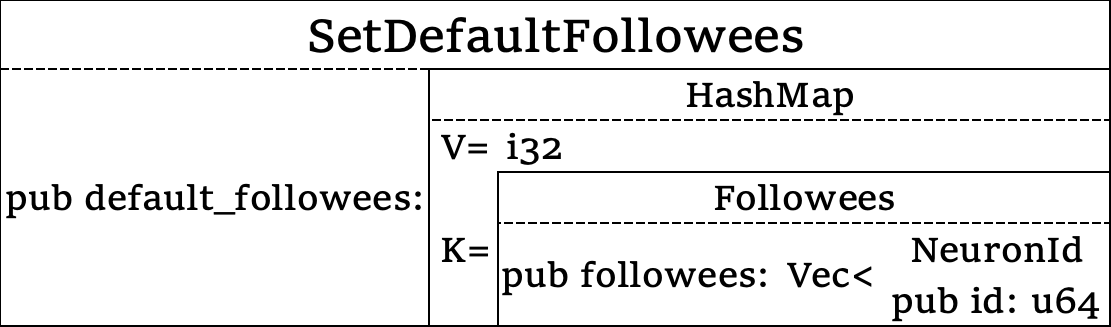 SetDefaultFollowees
HashMap
V= i32
pub default_followees:
Followees
K=
NeuronId
pub followees: Vec<
pub id: u64